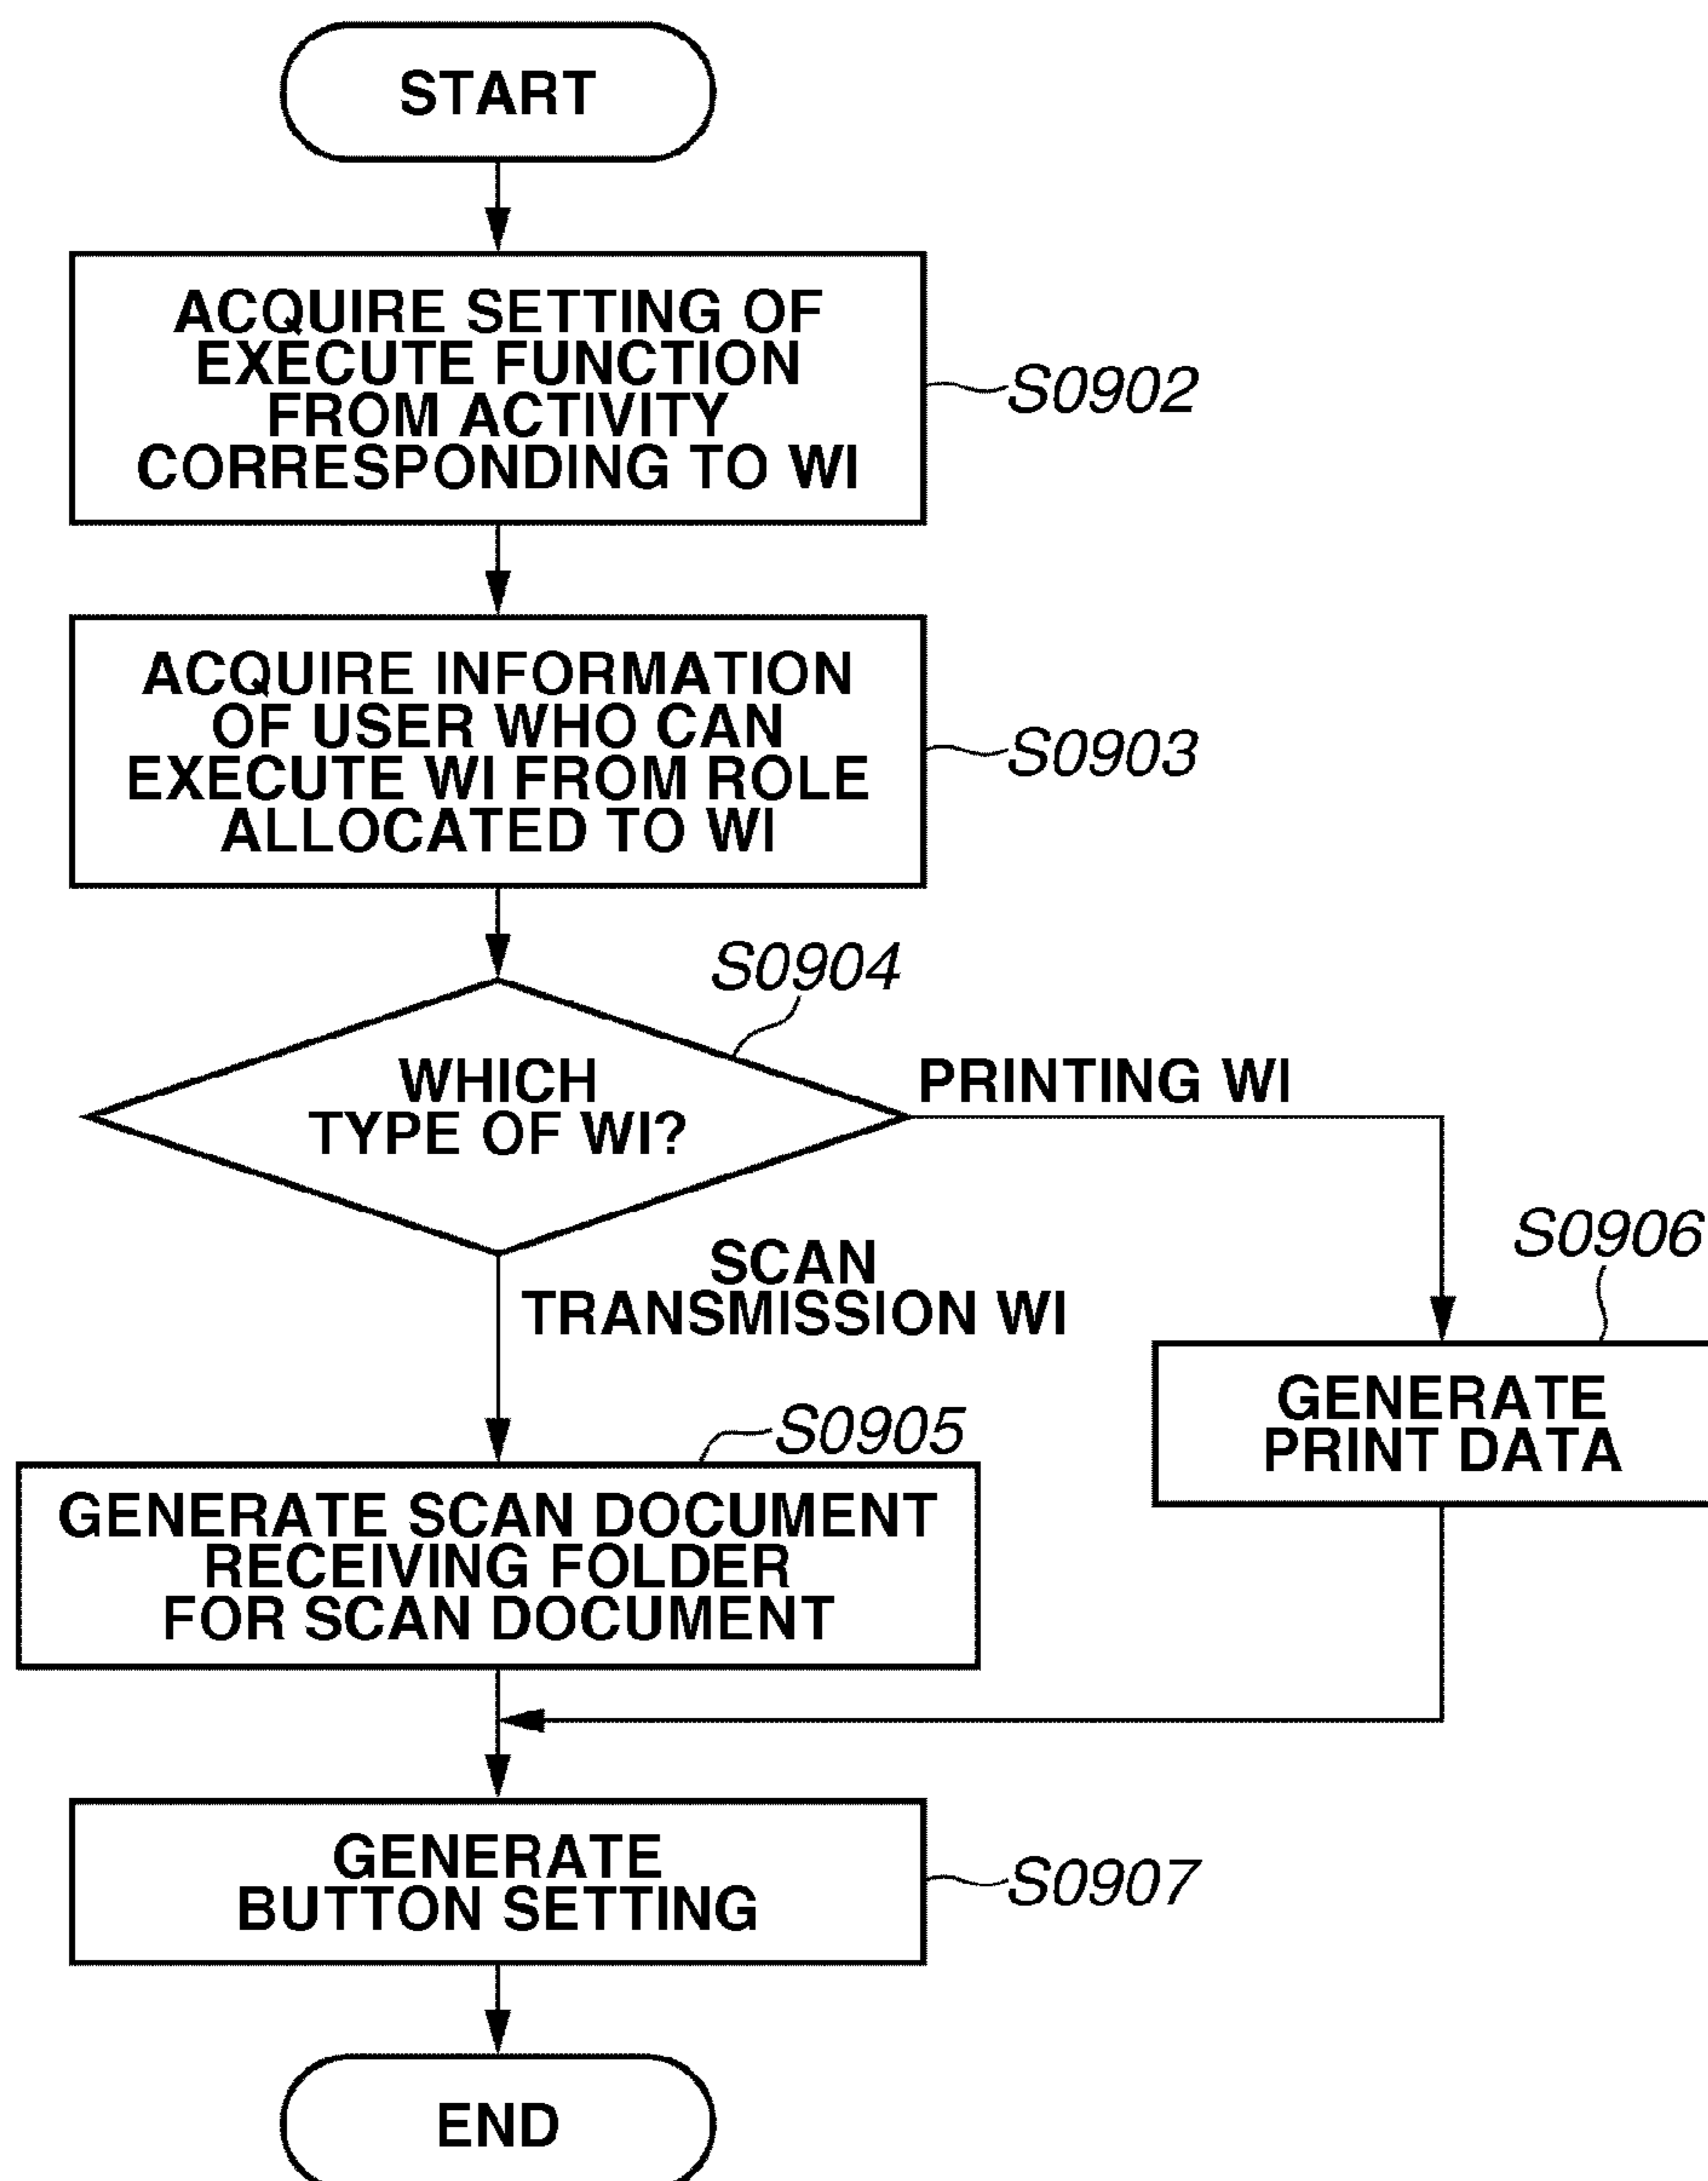 START
ACQUIRE SETTING OF
EXECUTE FUNCTION
FROM ACTIVITY
CORRESPONDING TO WI
S0902
ACQUIRE INFORMATION
OF USER WHO CAN
EXECUTE WI FROM ROLE
ALLOCATED TO WI
S0903
S0904
WHICH
TYPE OF WI?
PRINTING WI
SCAN
TRANSMISSION WI
S0906
GENERATE
PRINT DATA
S0905
GENERATE SCAN DOCUMENT
RECEIVING FOLDER
FOR SCAN DOCUMENT
GENERATE
BUTTON SETTING
S0907
END